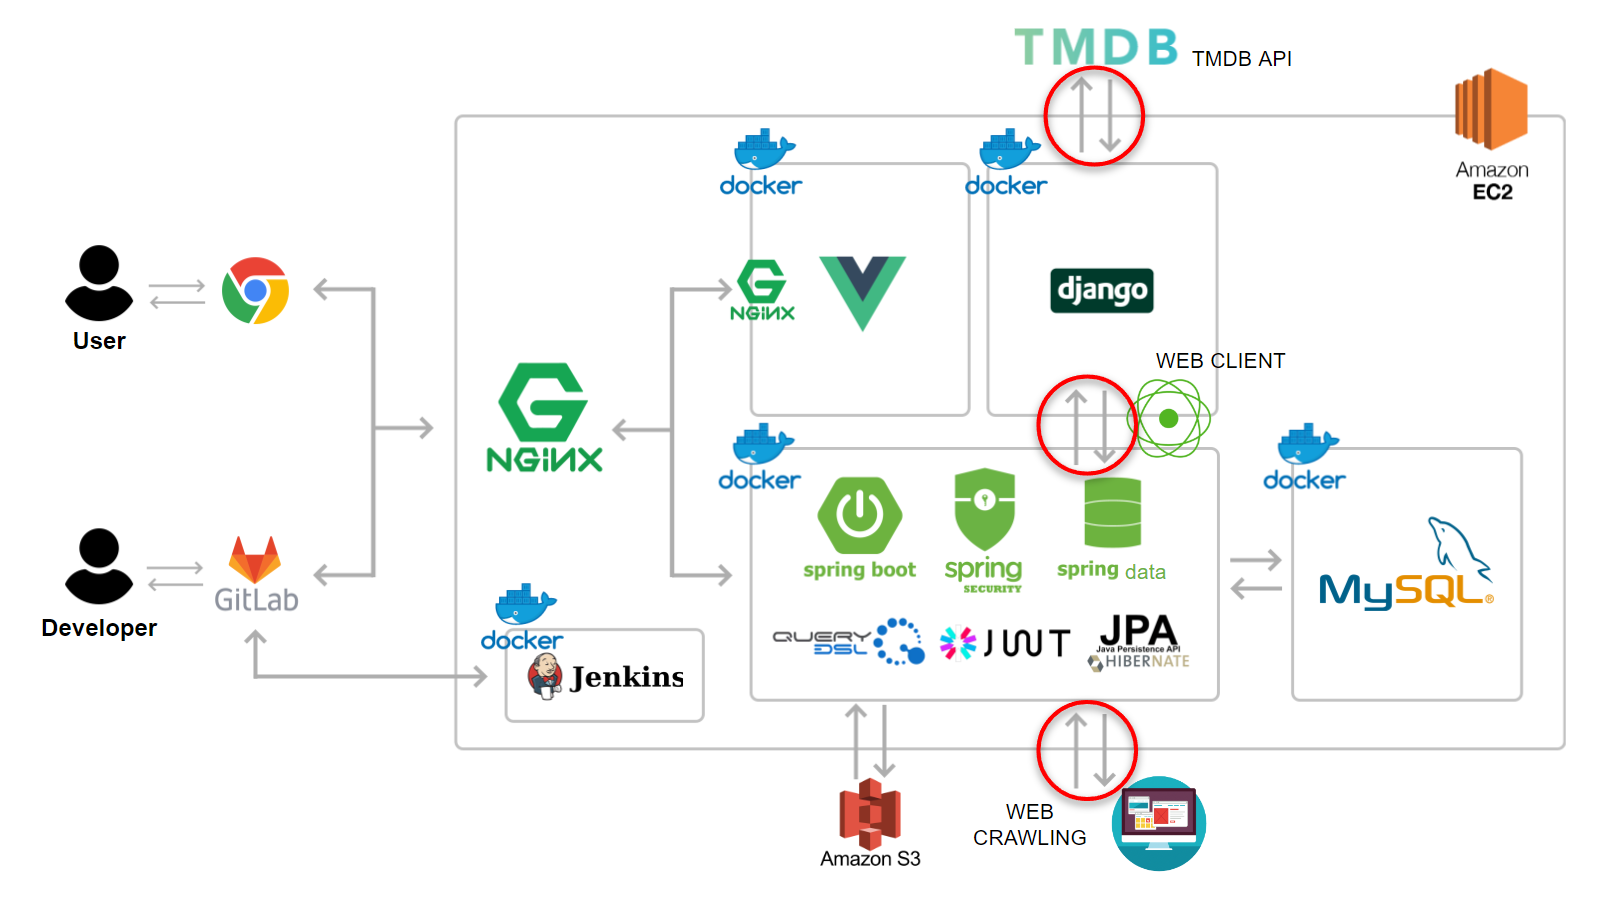 TMDB
TMDB API
Amazon
EC2
docker
docker
NGiNX
django
User
WEB CLIENT
NGiNX
docker
docker
spring boot
spring
SECURITY
spring data
MySQL®
GitLab
Developer
docker
Jenkins
QUERY
DSL
JWT
JPA
Java Persistence API
HIBERNATE
WEB
CRAWLING
Amazon S3